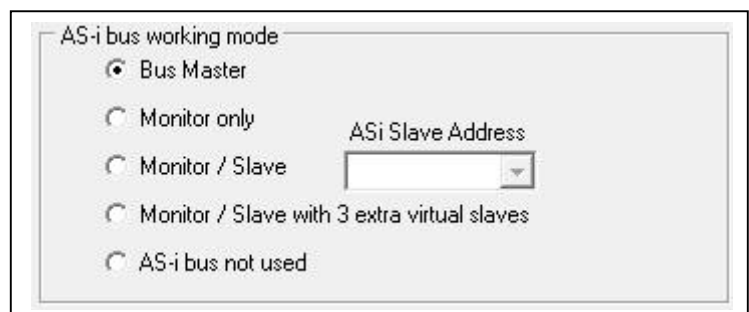 AS-i bus working mode
Bus Master
Monitor only
ASi Slave Address
Monitor / Slave
Monitor / Slave with 3 extra virtual slaves
AS-i bus not used